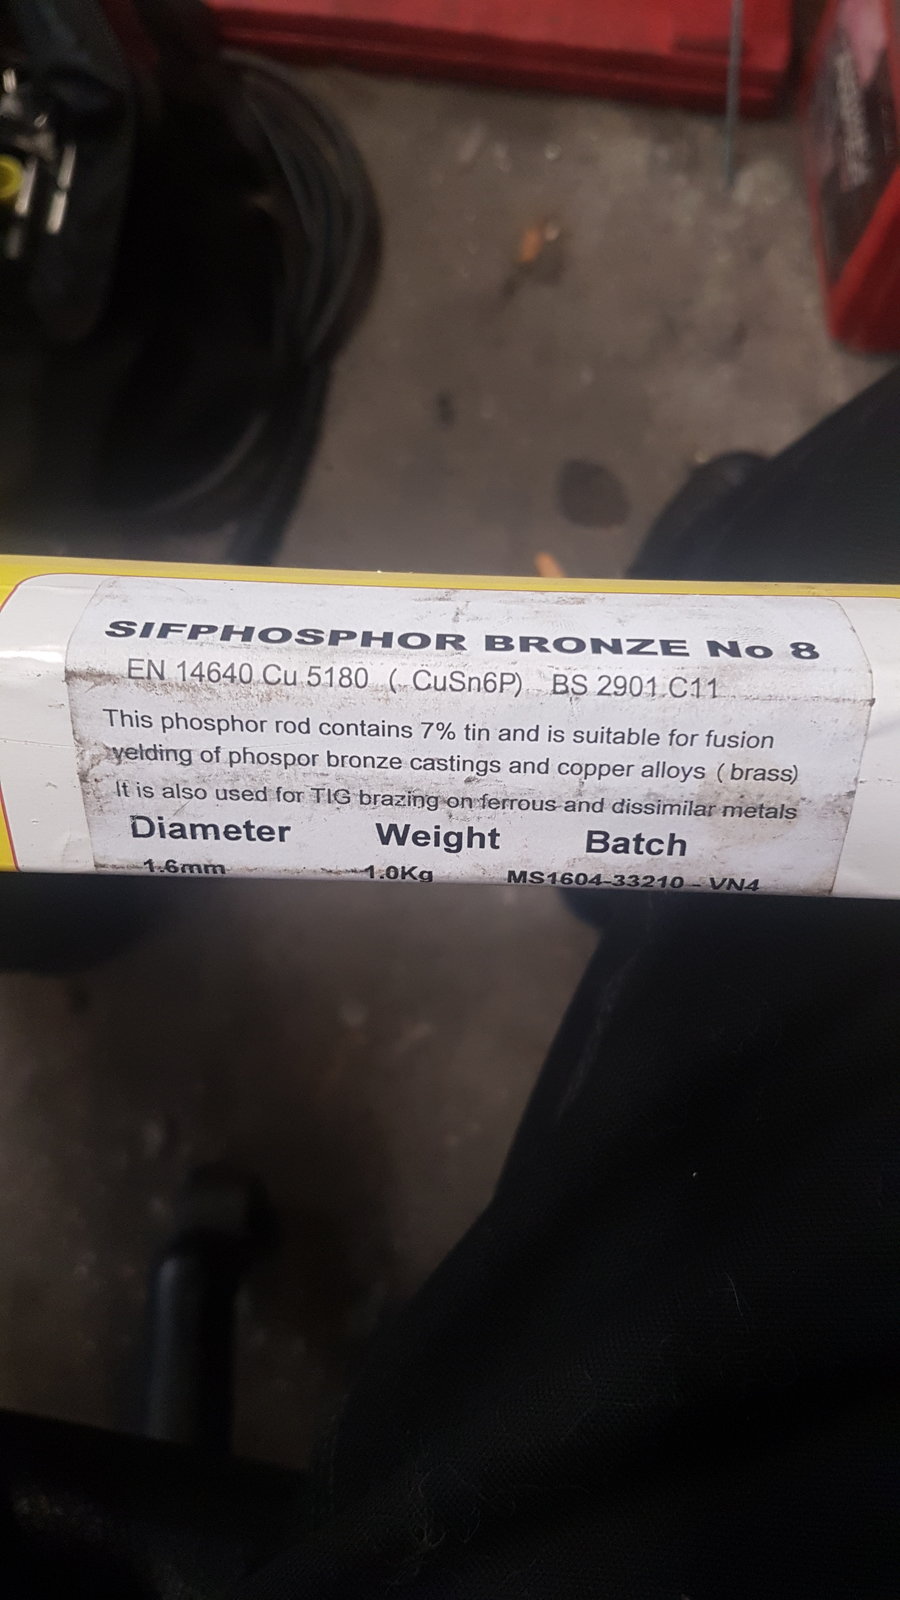 SIFPHOSPHOR BRONZE No 8
EN 14640 Cu 5180 ( CuSn6P) BS 2901.C11
This phosphor rod contains 7% tin and is suitable for fusion
welding of phospor bronze castings and copper alloys ( brass)
It is also used for TIG brazing on ferrous and dissimilar metals
Diameter Weight Batch
1.6mm 1.0Kg MS1604-33210 - VN4